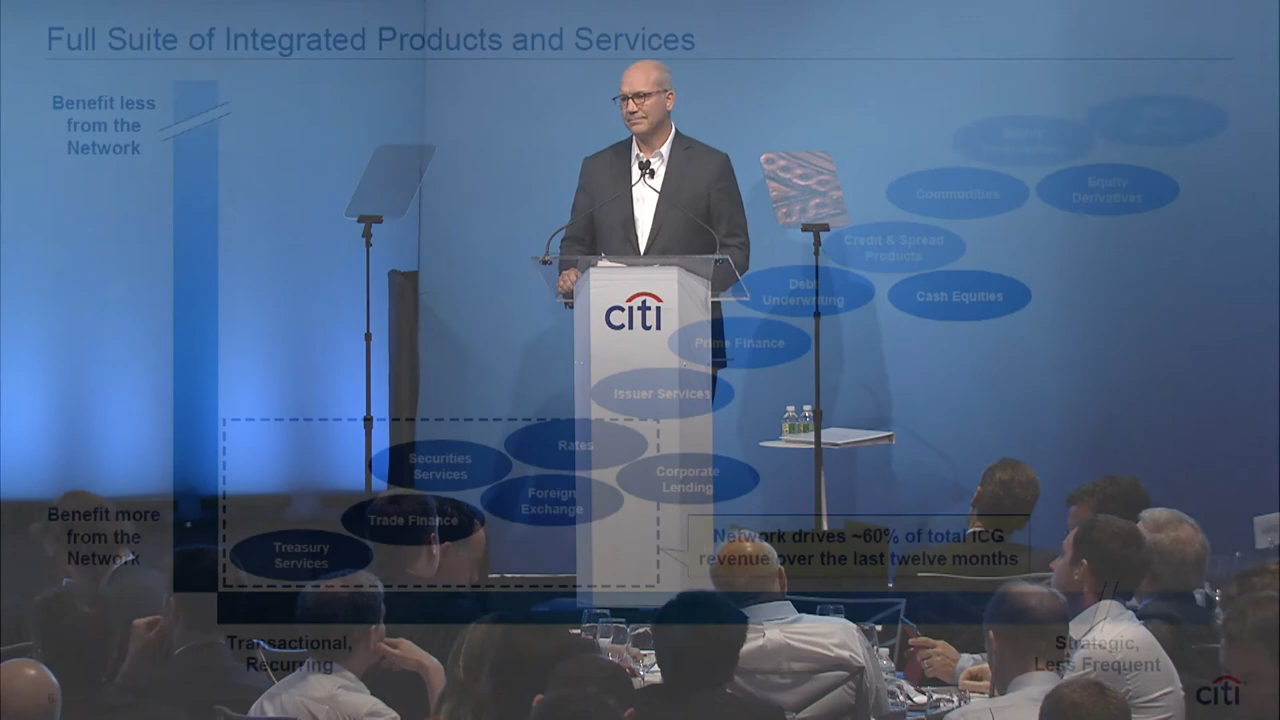 Full Suite of Integrated Products and Services
Benefit less
from the
Network
Commodities
Equity
Derivatives
Credit & Spread
Products
Debt
Underwriting
Cash Equities
citi
Prime Finance
Issuer Services
Rates
Securities
Services
Corporate
Lending
Foreign
Exchange
Trade Finance
Treasury
Services
Benefit more
from the
Network
Network drives ~60% of total ICG
revenue over the last twelve months
Transactional,
Recurring
Strategic,
Less Frequent
6
citi